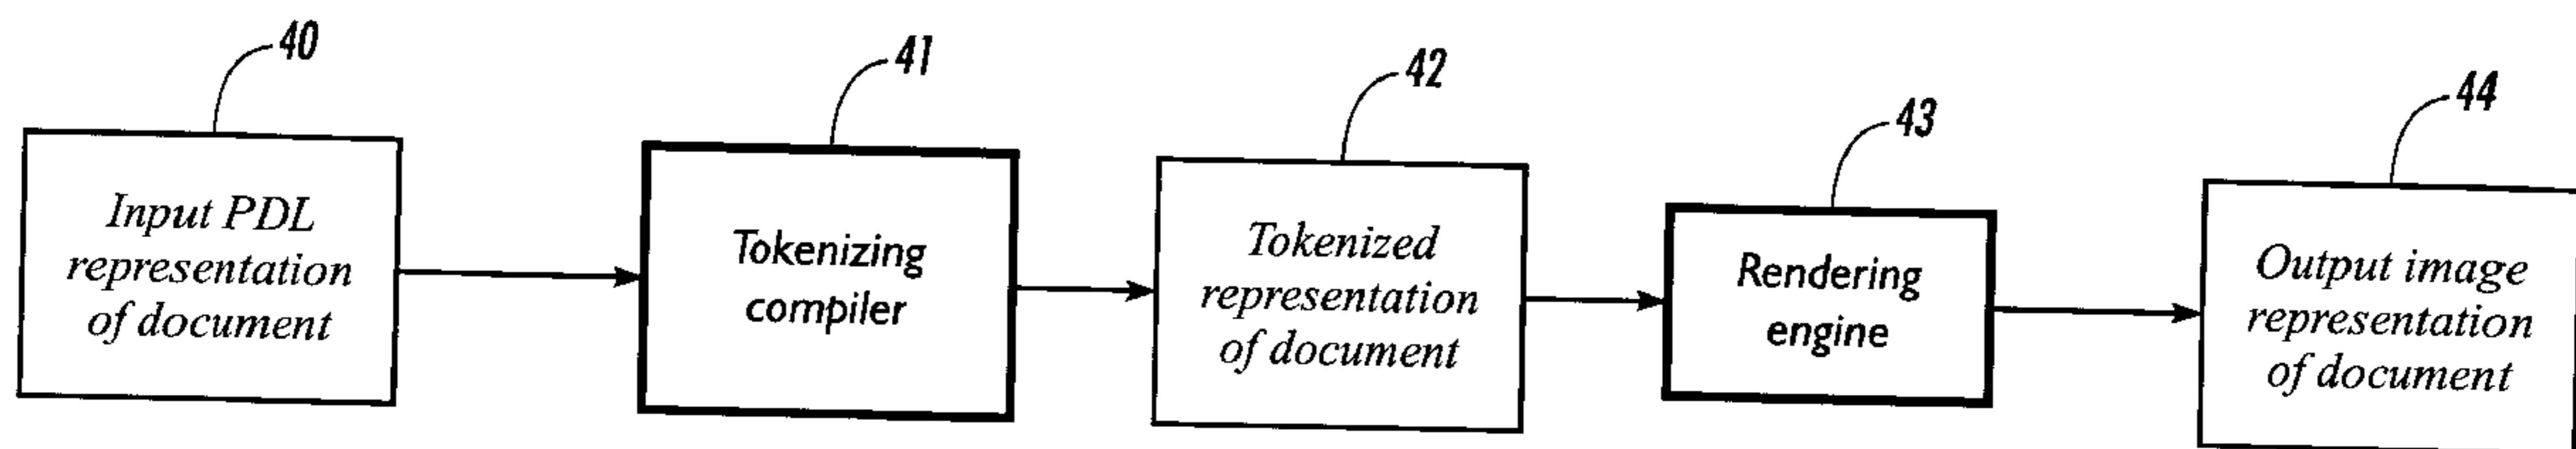 40
41
42
43
44
Input PDL
representation
of document
Tokenizing
compiler
Tokenized
representation
of document
Rendering
engine
Output image
representation
of document